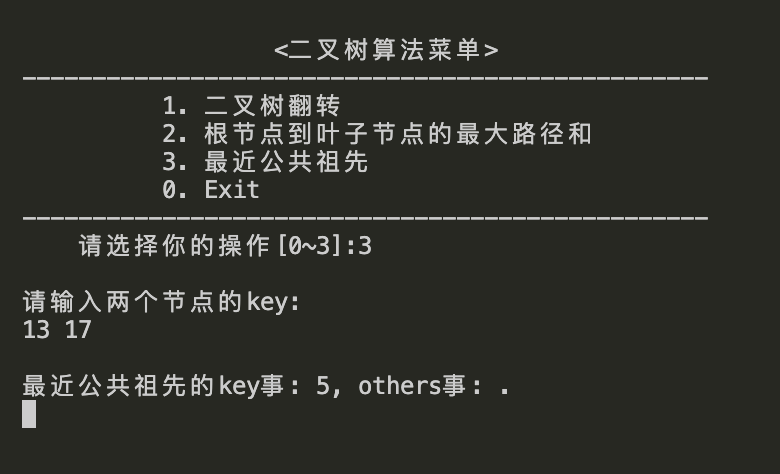 <二叉树算法菜单>
-------------------------------------------------
1. 二叉树翻转
2. 根节点到叶子节点的最大路径和
3. 最近公共祖先
0. Exit
-------------------------------------------------
请选择你的操作[0~3]:3
请输入两个节点的key:
13 17
最近公共祖先的key事: 5, others事: .